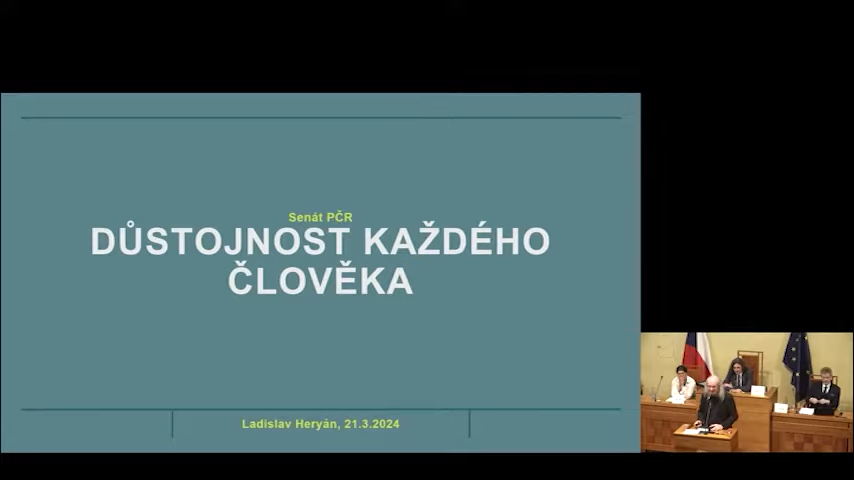 Senát PČR
DŮSTOJNOST KAŽDÉHO
ČLOVĚKA
Ladislav Heryán, 21.3.2024